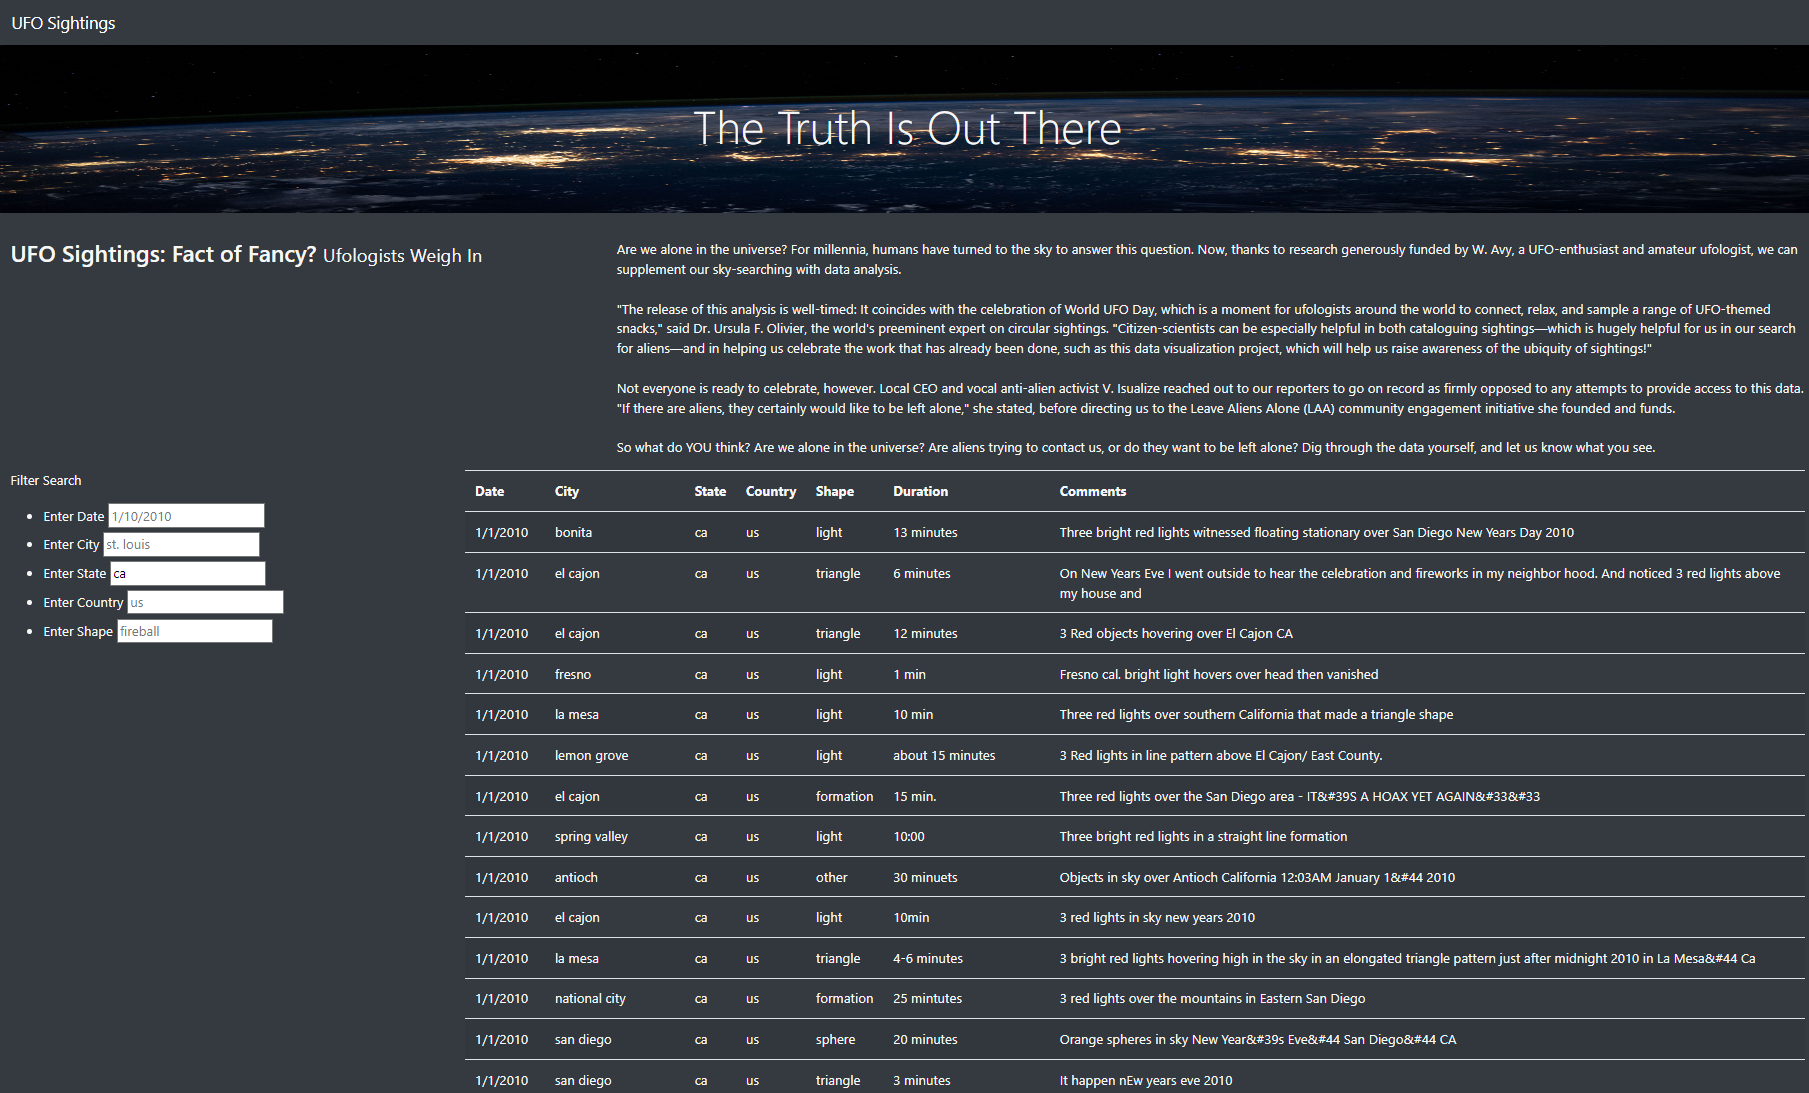 UFO Sightings
The Truth Is Out There
UFO Sightings: Fact of Fancy? Ufologists Weigh In
Are we alone in the universe? For millennia, humans have turned to the sky to answer this question. Now, thanks to research generously funded by W. Avy, a UFO-enthusiast and amateur ufologist, we can
supplement our sky-searching with data analysis.
"The release of this analysis is well-timed: It coincides with the celebration of World UFO Day, which is a moment for ufologists around the world to connect, relax, and sample a range of UFO-themed
snacks," said Dr. Ursula F. Olivier, the world's preeminent expert on circular sightings. "Citizen-scientists can be especially helpful in both cataloguing sightings—which is hugely helpful for us in our search
for aliens—and in helping us celebrate the work that has already been done, such as this data visualization project, which will help us raise awareness of the ubiquity of sightings!"
Not everyone is ready to celebrate, however. Local CEO and vocal anti-alien activist V. Isualize reached out to our reporters to go on record as firmly opposed to any attempts to provide access to this data.
"If there are aliens, they certainly would like to be left alone," she stated, before directing us to the Leave Aliens Alone (LAA) community engagement initiative she founded and funds.
So what do YOU think? Are we alone in the universe? Are aliens trying to contact us, or do they want to be left alone? Dig through the data yourself, and let us know what you see.
Filter Search
Enter Date 1/10/2010
Enter City st. louis
Enter State ca
Enter Country us
Enter Shape fireball
Date City State Country Shape Duration Comments
1/1/2010 bonita ca us light 13 minutes Three bright red lights witnessed floating stationary over San Diego New Years Day 2010
1/1/2010 el cajon ca us triangle 6 minutes On New Years Eve I went outside to hear the celebration and fireworks in my neighbor hood. And noticed 3 red lights above
my house and
1/1/2010 el cajon ca us triangle 12 minutes 3 Red objects hovering over El Cajon CA
1/1/2010 fresno ca us light 1 min Fresno cal. bright light hovers over head then vanished
1/1/2010 la mesa ca us light 10 min Three red lights over southern California that made a triangle shape
1/1/2010 lemon grove ca us light about 15 minutes 3 Red lights in line pattern above El Cajon/ East County.
1/1/2010 el cajon ca us formation 15 min. Three red lights over the San Diego area - IT&#39S A HOAX YET AGAIN&#33&#33
1/1/2010 spring valley ca us light 10:00 Three bright red lights in a straight line formation
1/1/2010 antioch ca us other 30 minuets Objects in sky over Antioch California 12:03AM January 1&#44 2010
1/1/2010 el cajon ca us light 10min 3 red lights in sky new years 2010
1/1/2010 la mesa ca us triangle 4-6 minutes 3 bright red lights hovering high in the sky in an elongated triangle pattern just after midnight 2010 in La Mesa&#44 Ca
1/1/2010 national city ca us formation 25 mintutes 3 red lights over the mountains in Eastern San Diego
1/1/2010 san diego ca us sphere 20 minutes Orange spheres in sky New Year&#39s Eve&#44 San Diego&#44 CA
1/1/2010 san diego ca us triangle 3 minutes It happen nEw years eve 2010